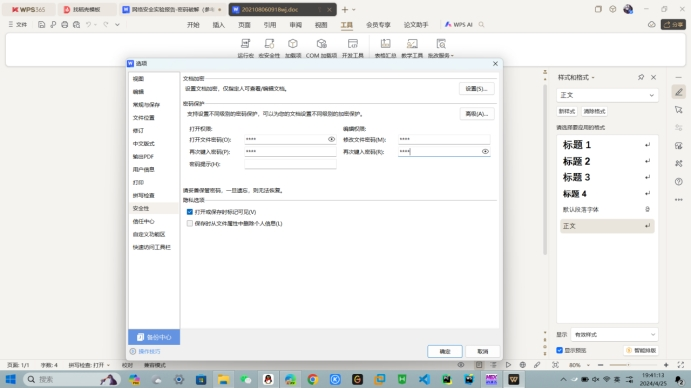 WPS365
找稻壳模板
网络安全实验报告-密码破解（
202108060918wj.doc
文件
开始 插入 页面 引用 审阅 视图 工具 会员专享 论文助手 WPS AI
分享
运行宏 宏安全性 加载项 COM 加载项 开发工具 表格汇总 教学工具 批改服务
选项
视图
编辑
常规与保存
文件位置
修订
中文版式
输出PDF
用户信息
打印
拼写检查
安全性
信任中心
自定义功能区
快速访问工具栏
文档加密
设置文档加密，仅指定人可查看/编辑文档。
设置(S)...
密码保护
支持设置不同级别的密码保护，可以为您的文档设置不同级别的加密保护。
高级(A)...
打开权限: 编辑权限:
打开文件密码(O): **** 修改文件密码(M): ****
再次键入密码(P): **** 再次键入密码(R): ****
密码提示(H):
请妥善保管密码，一旦遗忘，则无法恢复。
隐私选项
打开或保存时标记可见(V)
保存时从文件属性中删除个人信息(L)
备份中心
操作技巧
确定 取消
样式和格式
正文
新样式 清除格式
请选择要应用的格式
标题 1
标题 2
标题 3
标题 4
默认段落字体
正文
显示 有效样式
显示预览 智能排版
页面: 1/1 字数: 4 拼写检查: 打开 校对 兼容模式
80%
搜索
英
19:41:13
2024/4/25